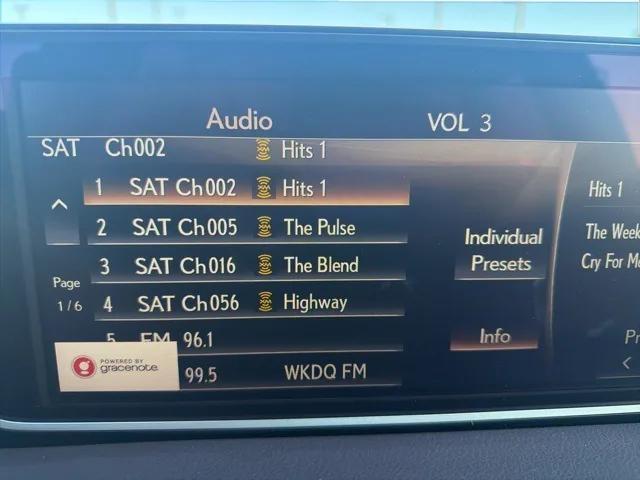 Audio VOL 3
SAT Ch002 Hits 1
1 SAT Ch002 Hits 1
2 SAT Ch005 The Pulse
3 SAT Ch016 The Blend
4 SAT Ch056 Highway
5 FM 96.1
99.5 WKDQ FM
Page
1/6
POWERED BY
gracenote
Individual
Presets
Info
Hits 1
The Week
Cry For M
Pr